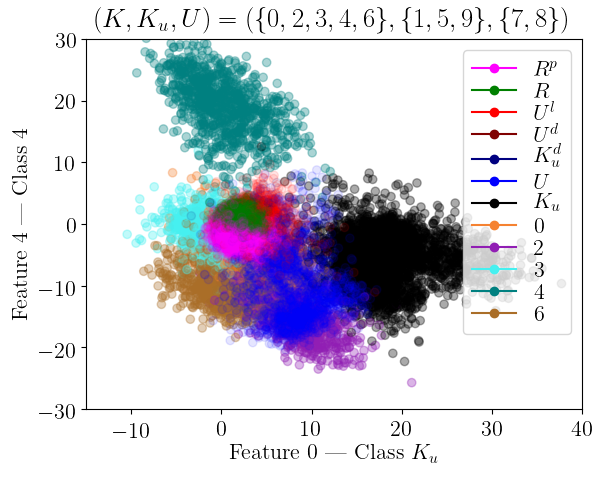 (K, K_u, U) = ({0, 2, 3, 4, 6}, {1, 5, 9}, {7, 8})
30
20
10
0
−10
−20
−30
Feature 4 — Class 4
R^p
R
U^l
U^d
K_u^d
U
K_u
0
2
3
4
6
−10
0
10
20
30
40
Feature 0 — Class K_u